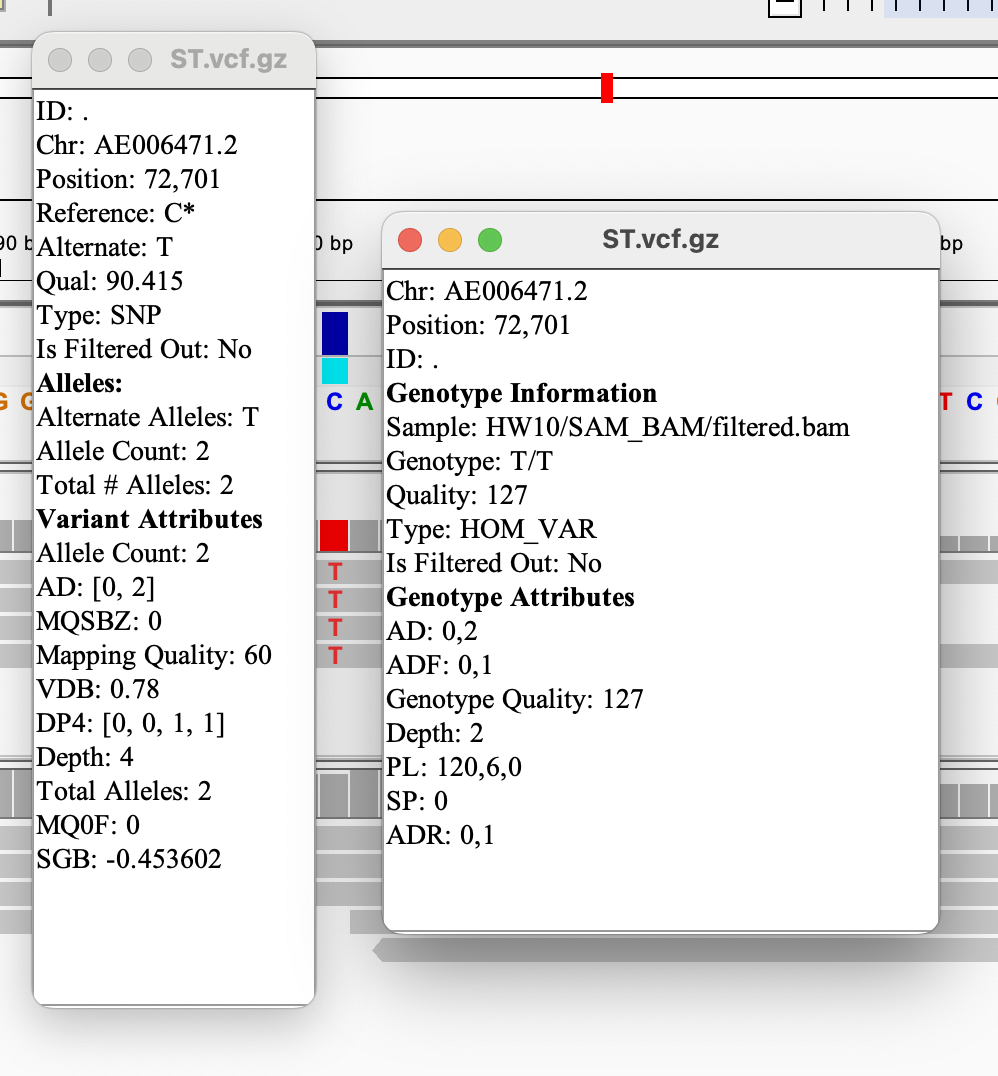 ST.vcf.gz
ID: .
Chr: AE006471.2
Position: 72,701
Reference: C*
Alternate: T
Qual: 90.415
Type: SNP
Is Filtered Out: No
Alleles:
Alternate Alleles: T
Allele Count: 2
Total # Alleles: 2
Variant Attributes
Allele Count: 2
AD: [0, 2]
MQSBZ: 0
Mapping Quality: 60
VDB: 0.78
DP4: [0, 0, 1, 1]
Depth: 4
Total Alleles: 2
MQ0F: 0
SGB: -0.453602
ST.vcf.gz
Chr: AE006471.2
Position: 72,701
ID: .
Genotype Information
Sample: HW10/SAM_BAM/filtered.bam
Genotype: T/T
Quality: 127
Type: HOM_VAR
Is Filtered Out: No
Genotype Attributes
AD: 0,2
ADF: 0,1
Genotype Quality: 127
Depth: 2
PL: 120,6,0
SP: 0
ADR: 0,1
bp
bp
C A
T C
T
T
T
T